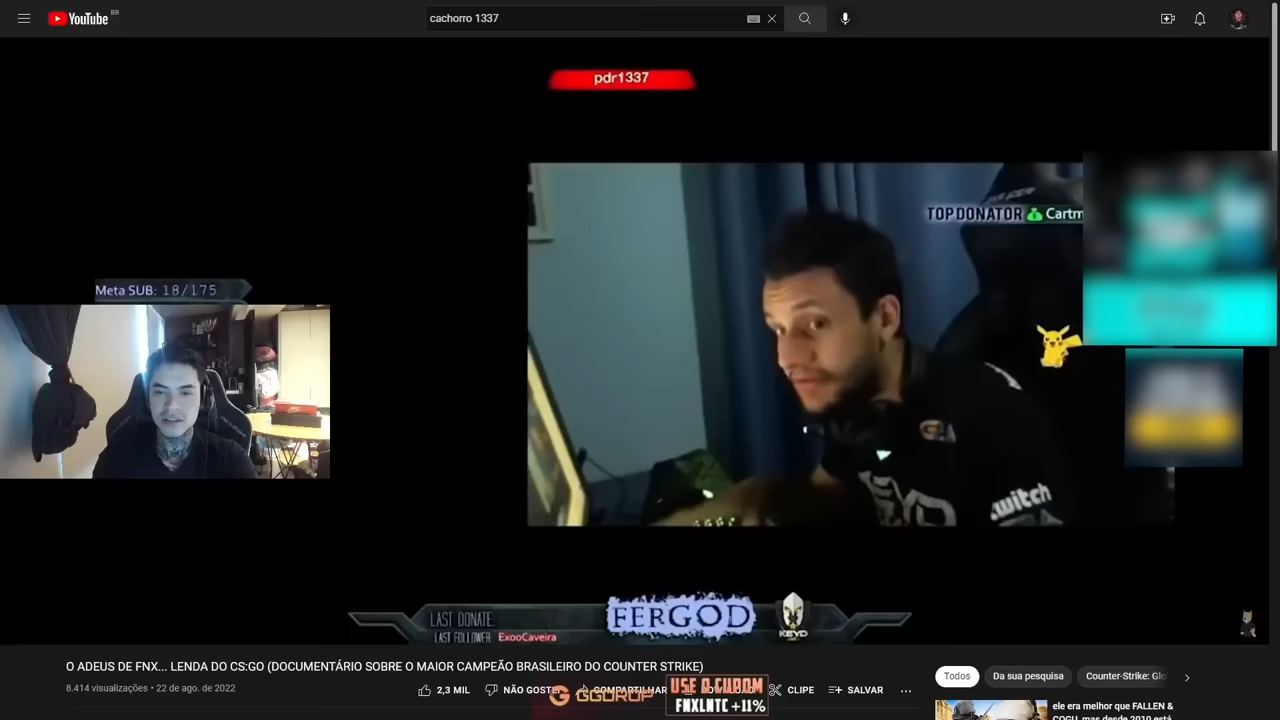 YouTube BR
cachorro 1337
pdr1337
TOPDONATOR Cartm
Meta SUB: 18/175
twitch
LAST DONATE:
LAST FOLLOWER ExooCaveira
FERGOD
KEYD
O ADEUS DE FNX... LENDA DO CS:GO (DOCUMENTÁRIO SOBRE O MAIOR CAMPEÃO BRASILEIRO DO COUNTER STRIKE)
8.414 visualizações • 22 de ago. de 2022
2,3 MIL
NÃO GOSTEI
COMPARTILHAR
CLIPE
SALVAR
GGDROP
USE O CUPOM
FNXLNTC +11%
Todos
Da sua pesquisa
Counter-Strike: Glo
ele era melhor que FALLEN &
COGU, mas desde 2010 está